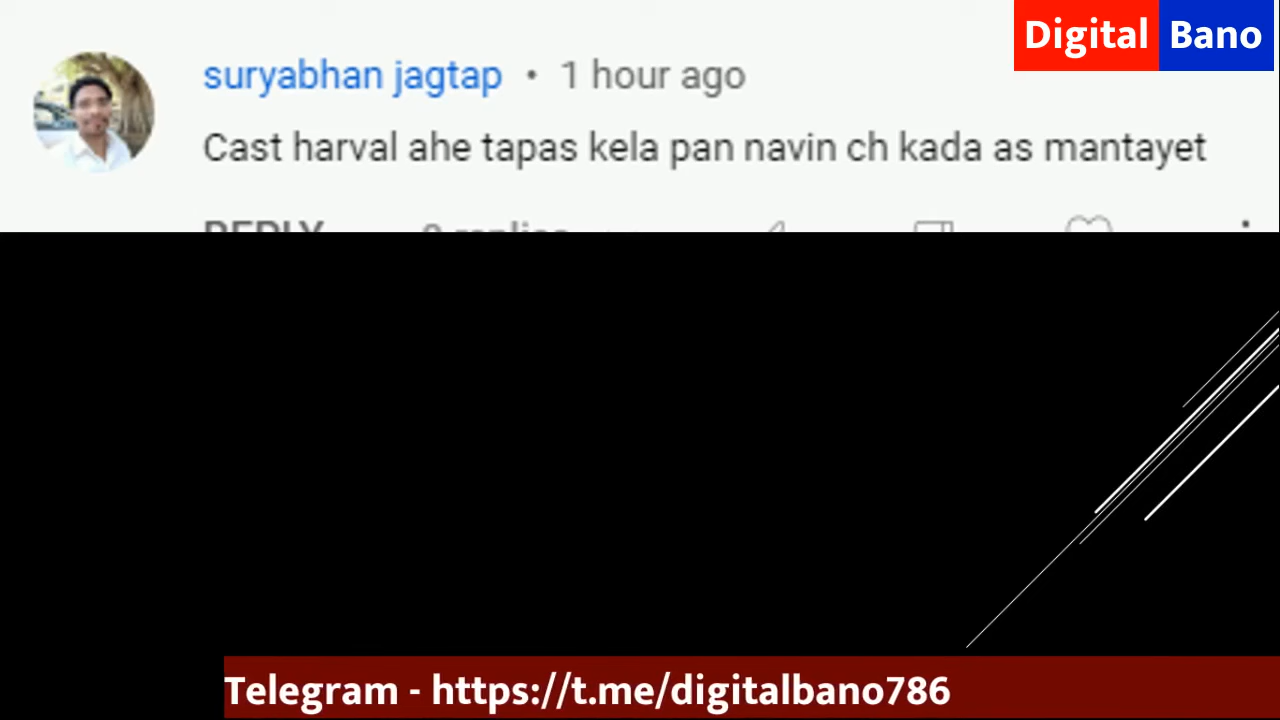 Digital Bano
suryabhan jagtap • 1 hour ago
Cast harval ahe tapas kela pan navin ch kada as mantayet
REPLY
Telegram - https://t.me/digitalbano786